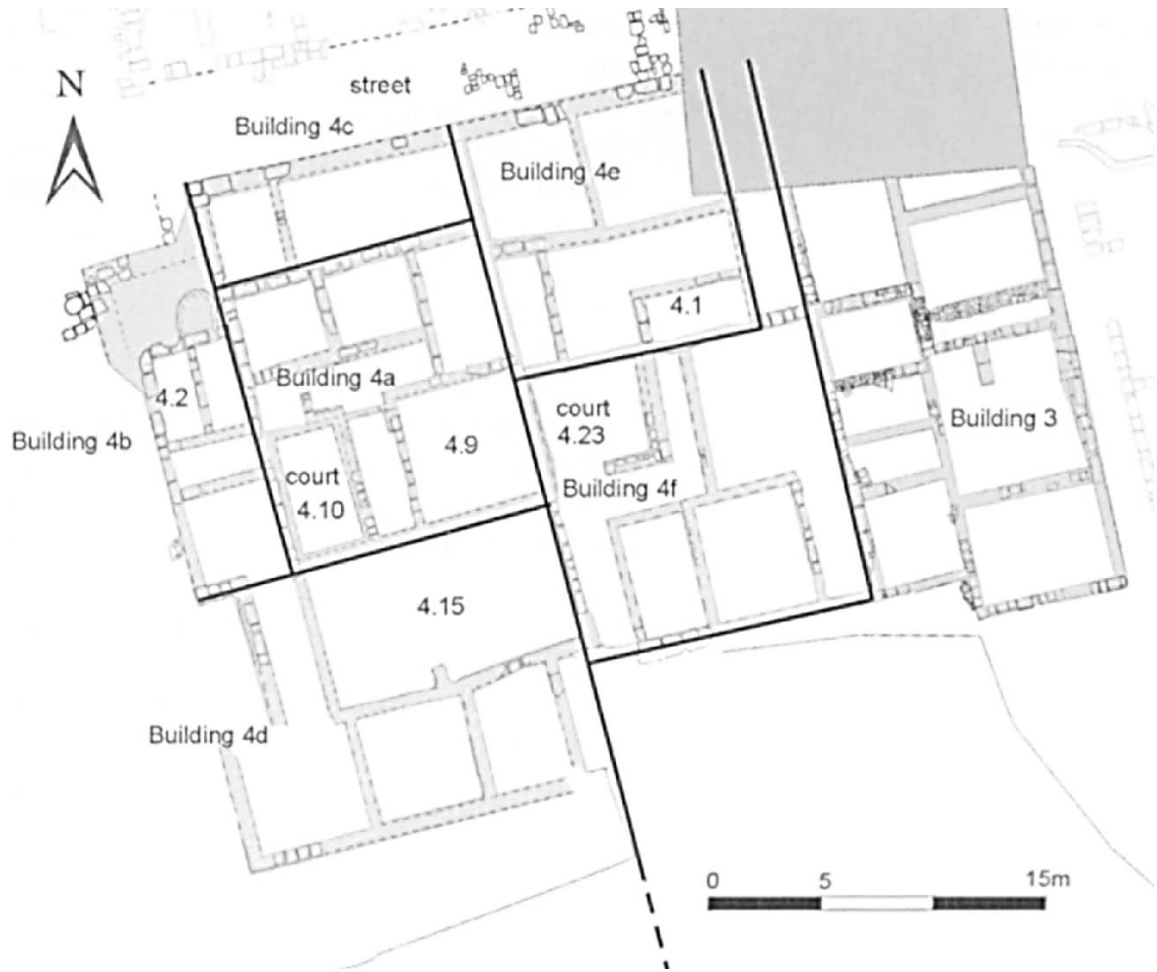 street
N
Building 4c
Building 4e
4.1
Building 4a
4.2
court
4.23
Building 3
Building 4b
4.9
court
4.10
Building 4f
4.15
Building 4d
0 5 15m